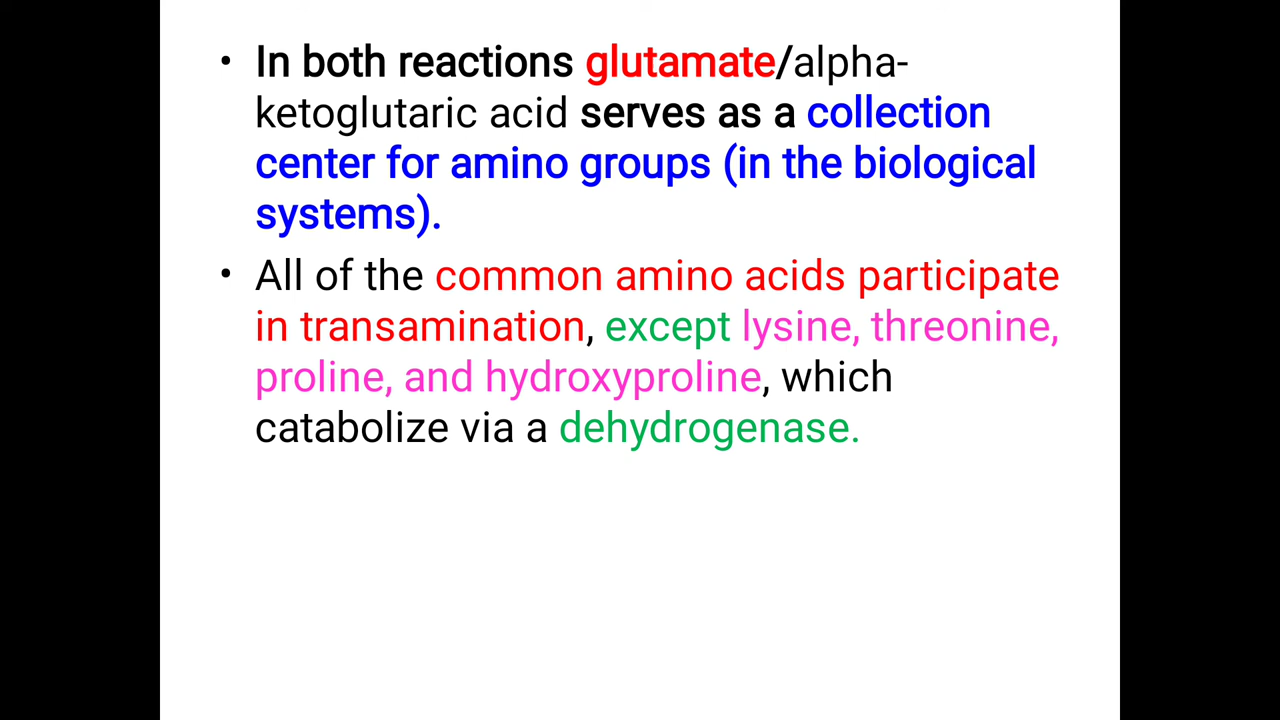 • In both reactions glutamate/alpha-
ketoglutaric acid serves as a collection
center for amino groups (in the biological
systems).
• All of the common amino acids participate
in transamination, except lysine, threonine,
proline, and hydroxyproline, which
catabolize via a dehydrogenase.